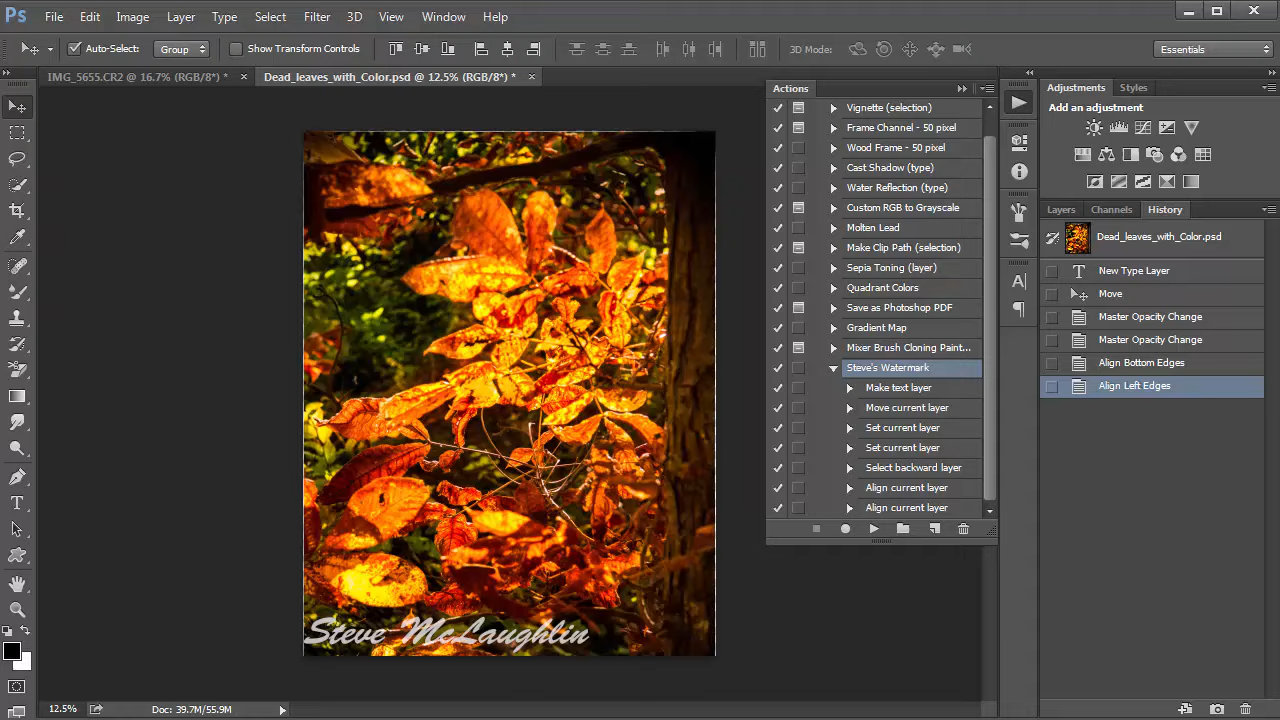 Ps File Edit Image Layer Type Select Filter 3D View Window Help
Auto-Select: Group Show Transform Controls 3D Mode: Essentials
IMG_5655.CR2 @ 16.7% (RGB/8*) * × Dead_leaves_with_Color.psd @ 12.5% (RGB/8*) * ×
Actions
Vignette (selection)
Frame Channel - 50 pixel
Wood Frame - 50 pixel
Cast Shadow (type)
Water Reflection (type)
Custom RGB to Grayscale
Molten Lead
Make Clip Path (selection)
Sepia Toning (layer)
Quadrant Colors
Save as Photoshop PDF
Gradient Map
Mixer Brush Cloning Paint...
Steve's Watermark
Make text layer
Move current layer
Set current layer
Set current layer
Select backward layer
Align current layer
Align current layer
Adjustments Styles
Add an adjustment
Layers Channels History
Dead_leaves_with_Color.psd
New Type Layer
Move
Master Opacity Change
Master Opacity Change
Align Bottom Edges
Align Left Edges
Steve McLaughlin
12.5% Doc: 39.7M/55.9M